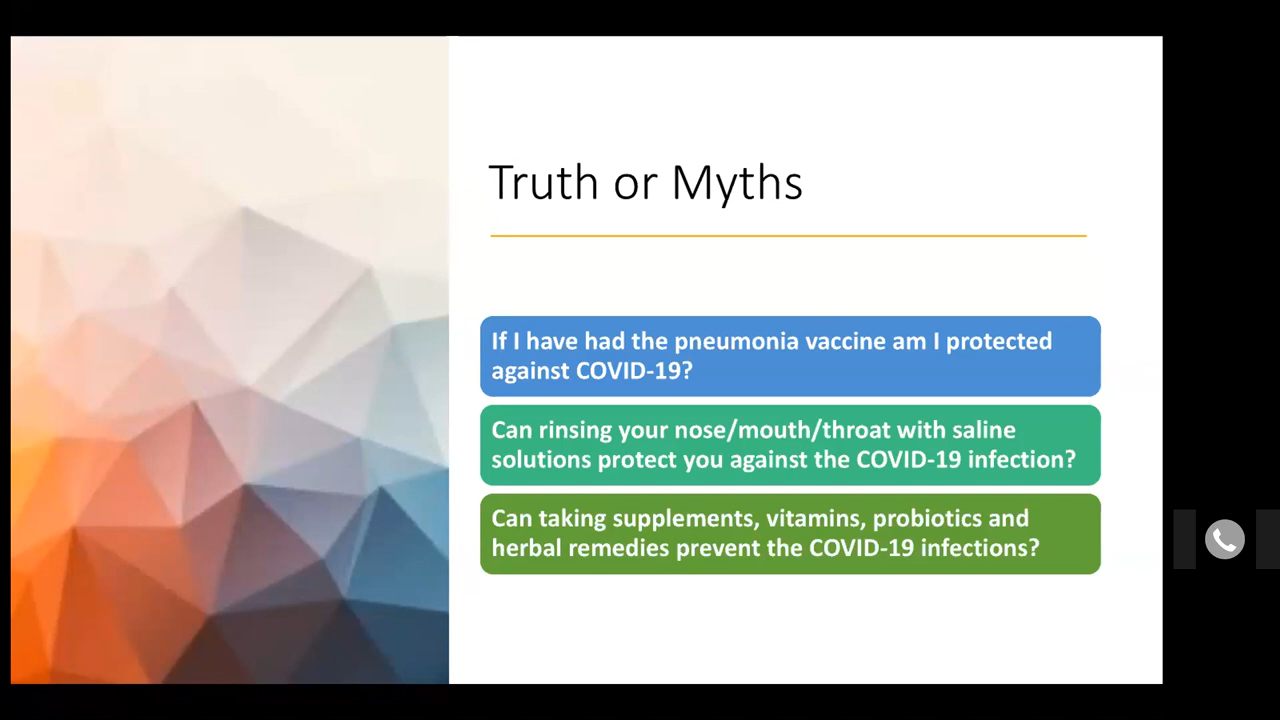 Truth or Myths
If I have had the pneumonia vaccine am I protected
against COVID-19?
Can rinsing your nose/mouth/throat with saline
solutions protect you against the COVID-19 infection?
Can taking supplements, vitamins, probiotics and
herbal remedies prevent the COVID-19 infections?